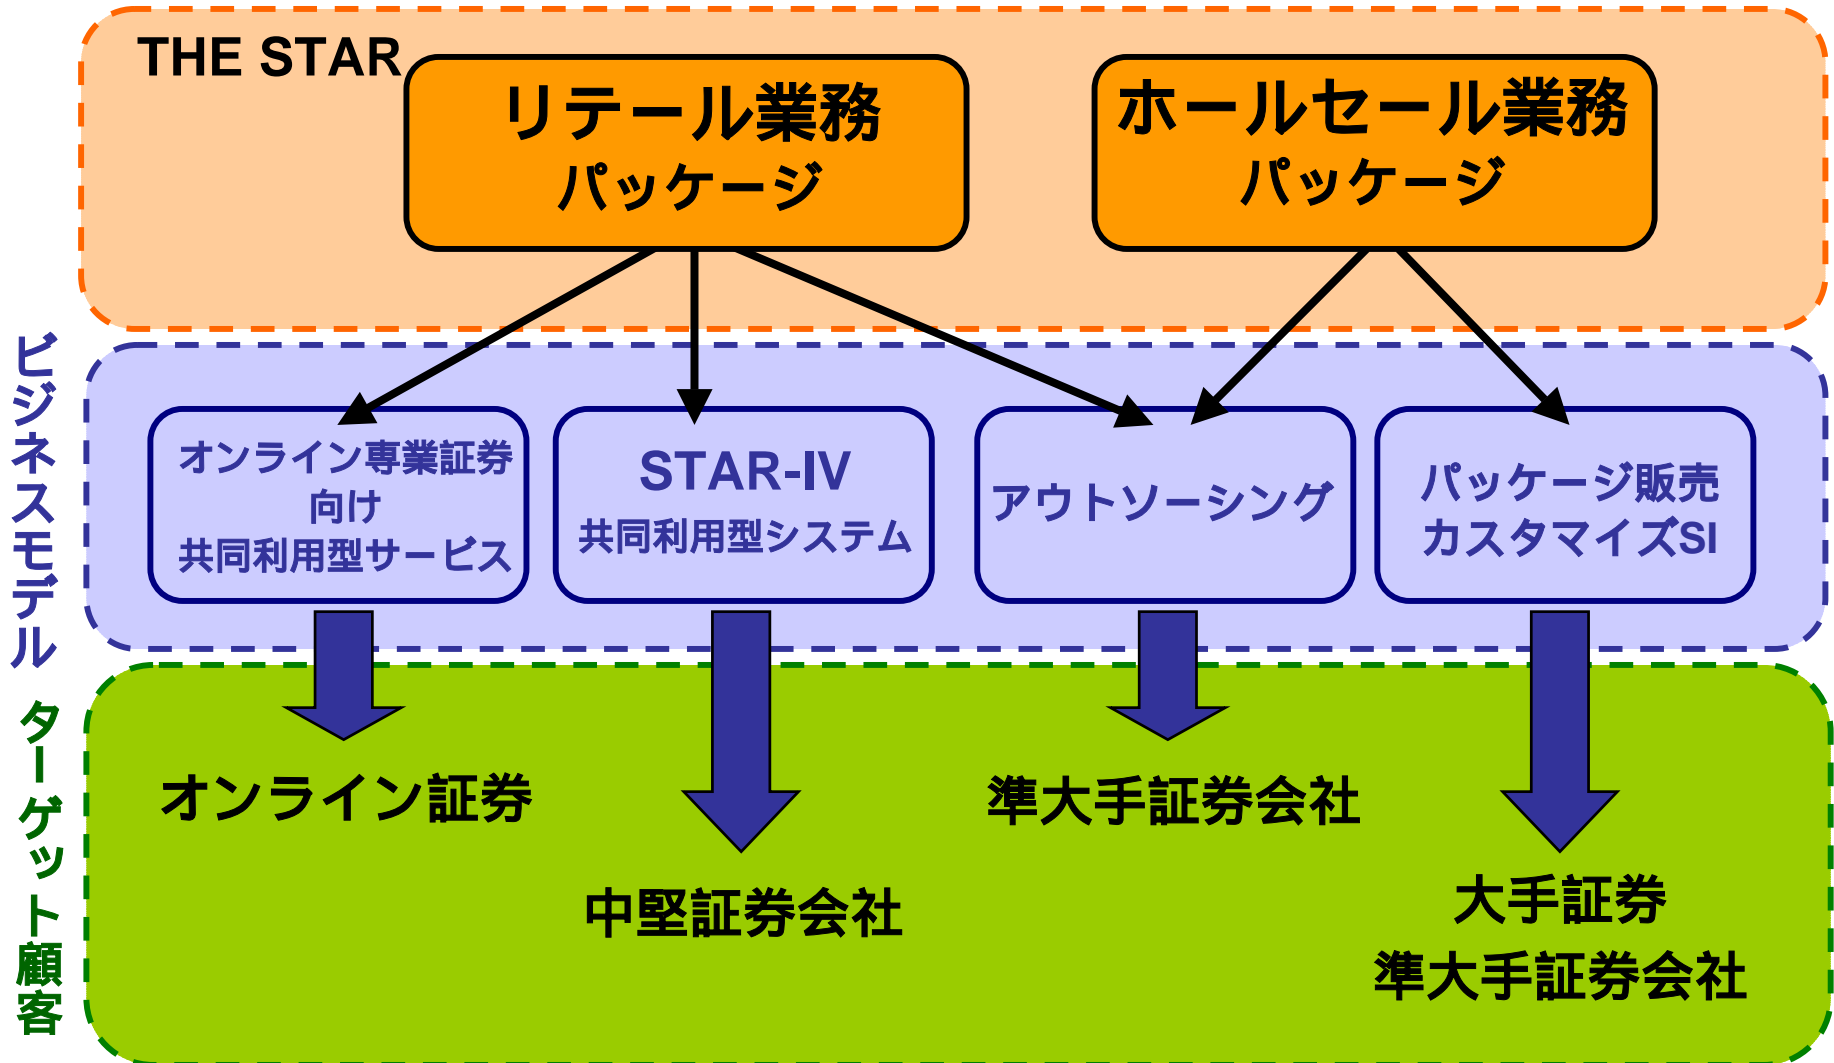 THE STAR
リテール業務
パッケージ
ホールセール業務
パッケージ
ビジネスモデル
オンライン専業証券
向け
共同利用型サービス
STAR-IV
共同利用型システム
アウトソーシング
パッケージ販売
カスタマイズSI
ターゲット顧客
オンライン証券
中堅証券会社
準大手証券会社
大手証券
準大手証券会社